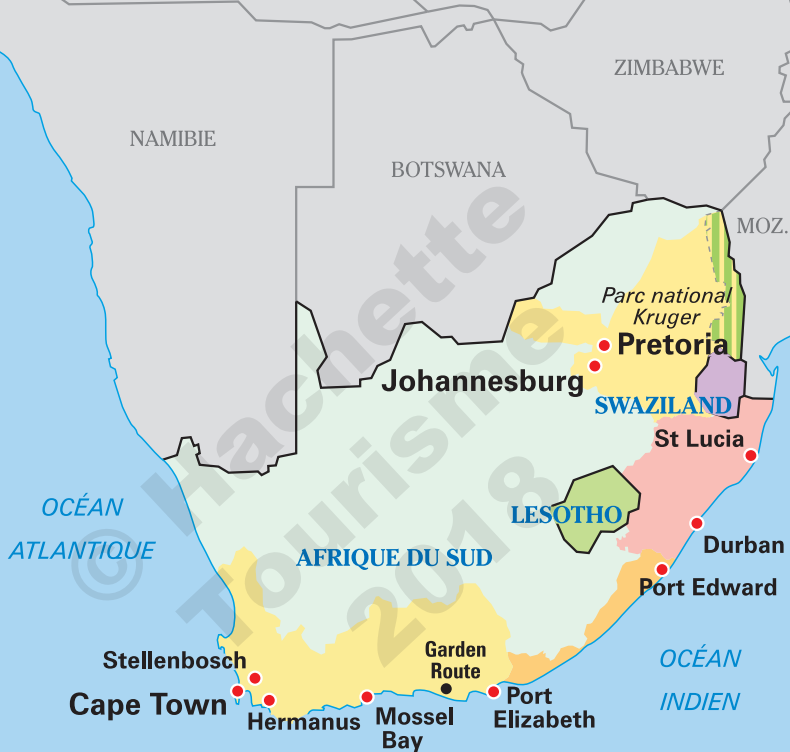 ZIMBABWE
NAMIBIE
BOTSWANA
MOZ.
Parc national
Kruger
Pretoria
Johannesburg
SWAZILAND
St Lucia
OCÉAN
ATLANTIQUE
LESOTHO
Durban
AFRIQUE DU SUD
Port Edward
Garden
Route
Stellenbosch
OCÉAN
INDIEN
Cape Town
Hermanus
Mossel
Bay
Port
Elizabeth
© Hachette
Tourisme
2018